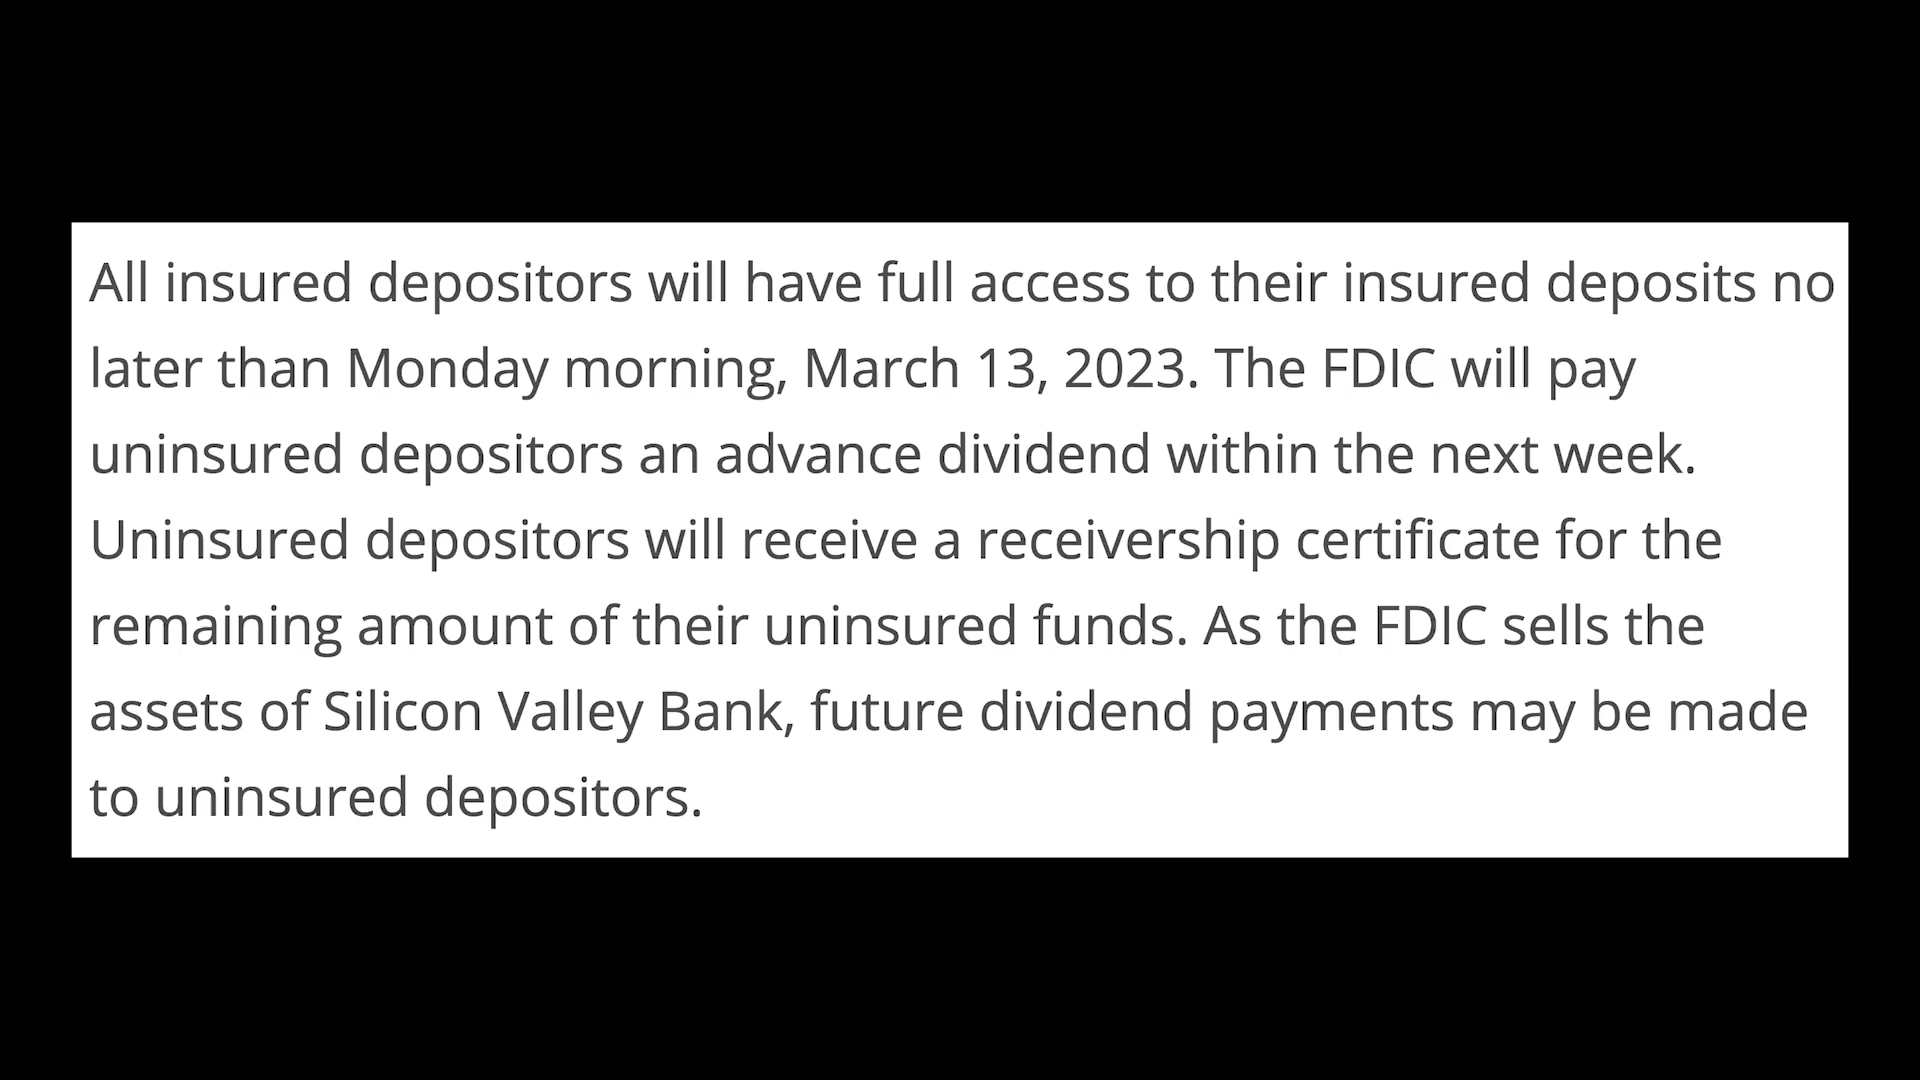 All insured depositors will have full access to their insured deposits no
later than Monday morning, March 13, 2023. The FDIC will pay
uninsured depositors an advance dividend within the next week.
Uninsured depositors will receive a receivership certificate for the
remaining amount of their uninsured funds. As the FDIC sells the
assets of Silicon Valley Bank, future dividend payments may be made
to uninsured depositors.